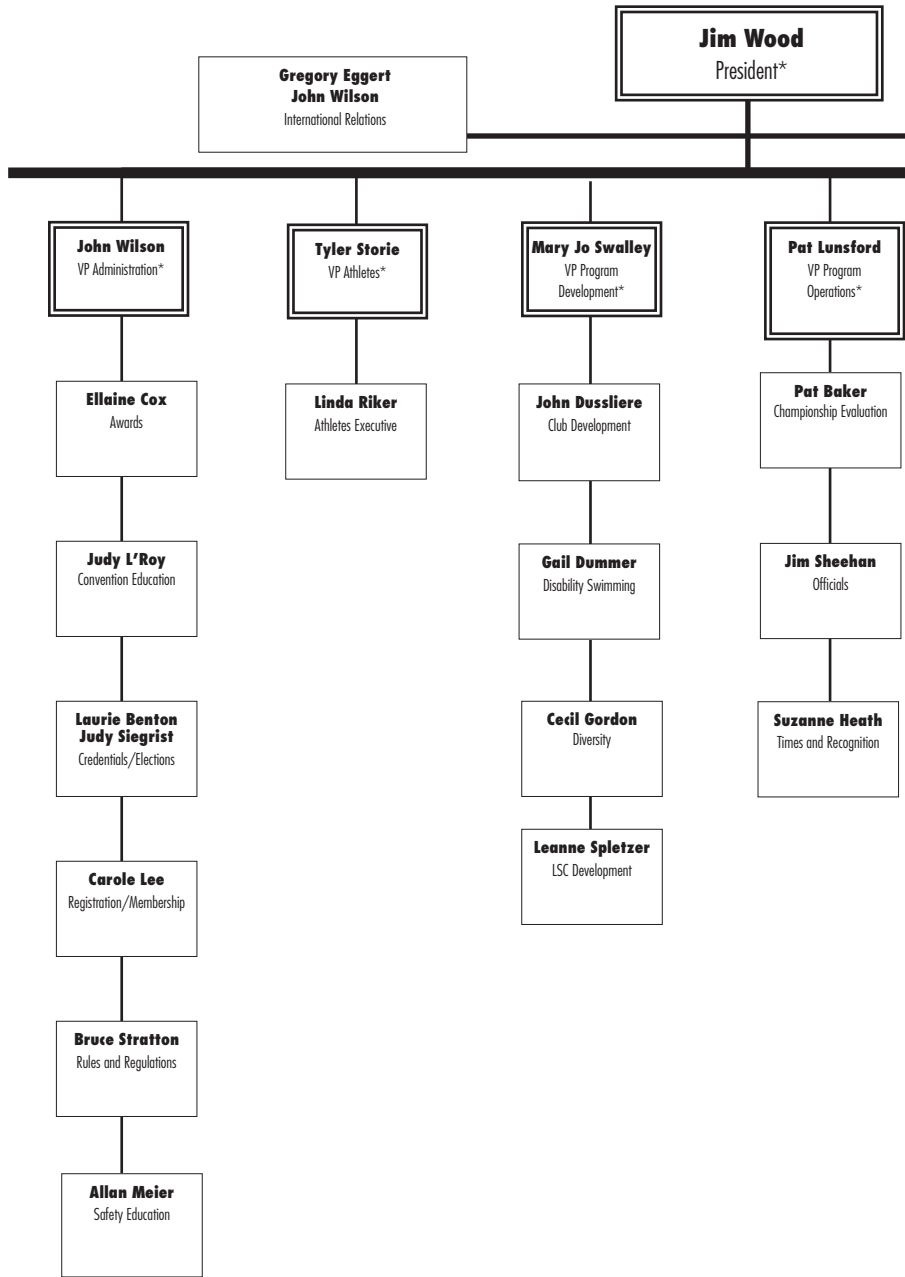 Jim Wood
President*
Gregory Eggert
John Wilson
International Relations
John Wilson
VP Administration*
Tyler Storie
VP Athletes*
Mary Jo Swalley
VP Program
Development*
Pat Lunsford
VP Program
Operations*
Ellaine Cox
Awards
Linda Riker
Athletes Executive
John Dussliere
Club Development
Pat Baker
Championship Evaluation
Judy L’Roy
Convention Education
Gail Dummer
Disability Swimming
Jim Sheehan
Officials
Laurie Benton
Judy Siegrist
Credentials/Elections
Cecil Gordon
Diversity
Suzanne Heath
Times and Recognition
Leanne Spletzer
LSC Development
Carole Lee
Registration/Membership
Bruce Stratton
Rules and Regulations
Allan Meier
Safety Education